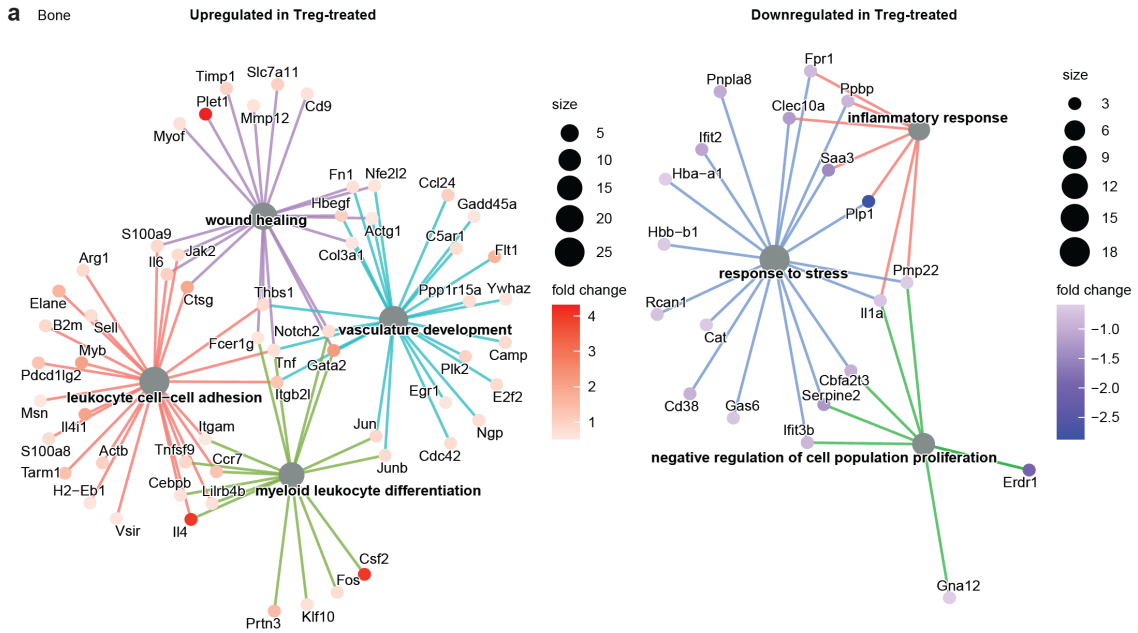 a Bone
Upregulated in Treg-treated
Timp1
Slc7a11
Plet1
Mmp12
Cd9
Myof
Fn1
Nfe2l2
Ccl24
Hbegf
Gadd45a
wound healing
Actg1
S100a9
C5ar1
Jak2
Col3a1
Flt1
Il6
Arg1
Ctsg
Thbs1
Ppp1r15a
Ywhaz
Elane
Sell
B2m
Notch2
vasculature development
Fcer1g
Myb
Tnf
Gata2
Camp
Pdcd1lg2
Plk2
leukocyte cell−cell adhesion
Itgb2l
Egr1
E2f2
Msn
Il4i1
Itgam
Jun
Ngp
S100a8
Actb
Tnfsf9
Ccr7
Junb
Cdc42
Tarm1
H2−Eb1
Cebpb
Lilrb4b
myeloid leukocyte differentiation
Vsir
Il4
Csf2
Fos
Prtn3
Klf10
size
5
10
15
20
25
fold change
4
3
2
1
Downregulated in Treg-treated
Fpr1
Pnpla8
Ppbp
Clec10a
inflammatory response
Ifit2
Saa3
Hba−a1
Plp1
Hbb−b1
response to stress
Pmp22
Rcan1
Il1a
Cat
Cbfa2t3
Cd38
Gas6
Serpine2
Ifit3b
negative regulation of cell population proliferation
Erdr1
Gna12
size
3
6
9
12
15
18
fold change
−1.0
−1.5
−2.0
−2.5